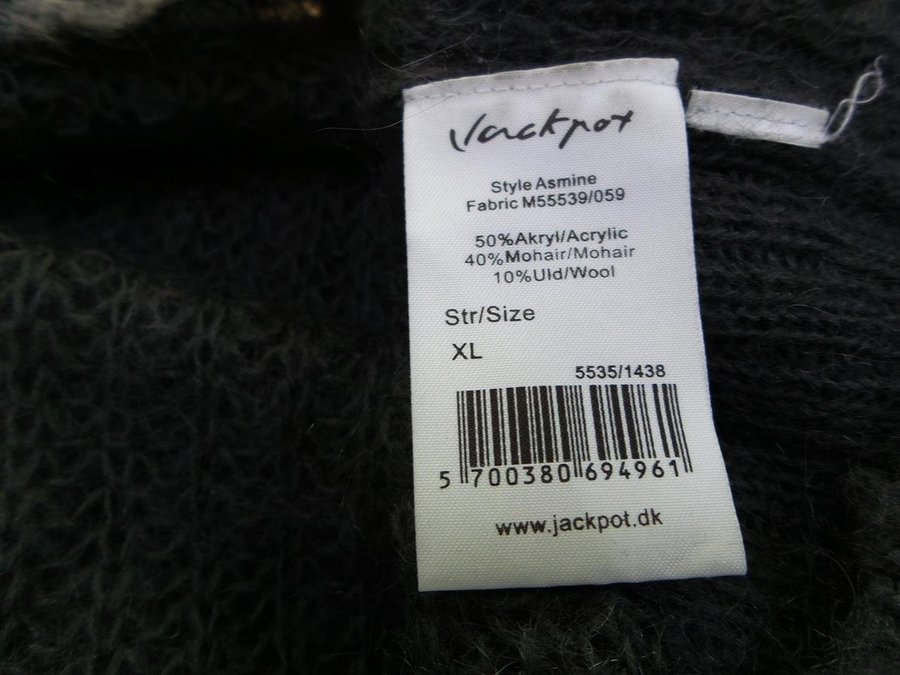 Jackpot
Style Asmine
Fabric M55539/059
50%Akryl/Acrylic
40%Mohair/Mohair
10%Uld/Wool
Str/Size
XL
5535/1438
5 700380 694961
www.jackpot.dk